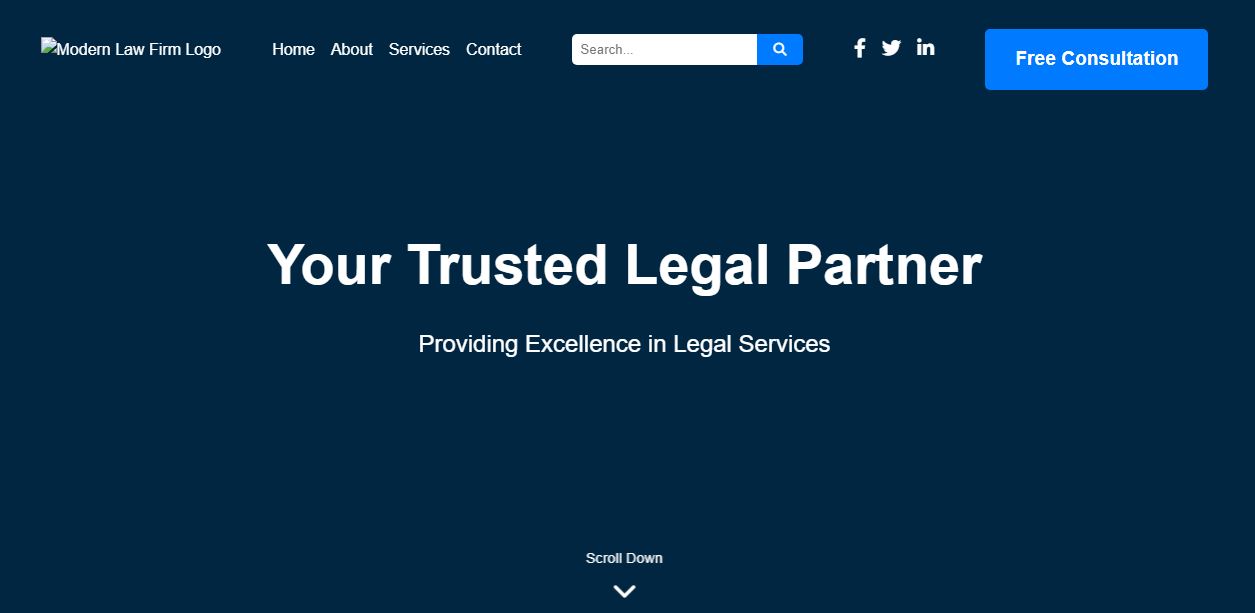 Modern Law Firm Logo Home About Services Contact Search... Free Consultation
Your Trusted Legal Partner
Providing Excellence in Legal Services
Scroll Down